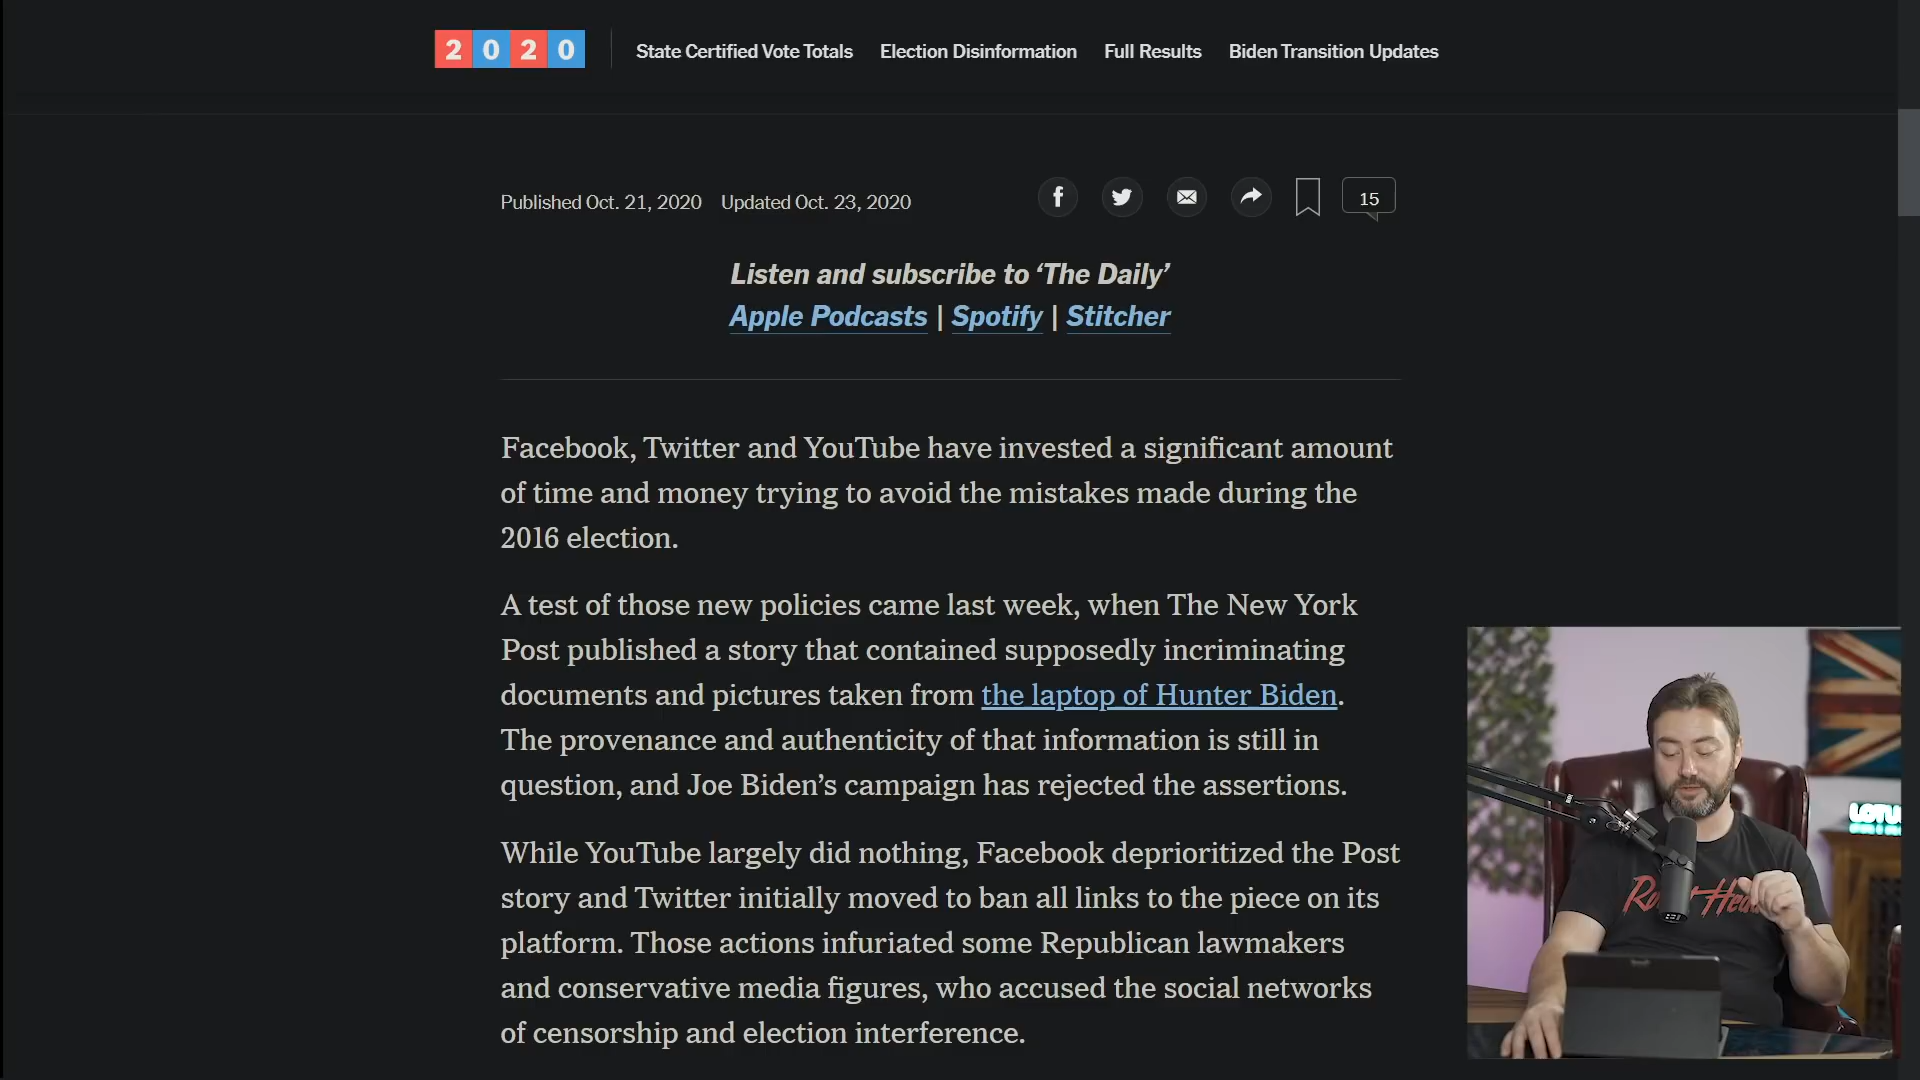 2020 State Certified Vote Totals Election Disinformation Full Results Biden Transition Updates
Published Oct. 21, 2020 Updated Oct. 23, 2020 15
Listen and subscribe to ‘The Daily’
Apple Podcasts | Spotify | Stitcher
Facebook, Twitter and YouTube have invested a significant amount
of time and money trying to avoid the mistakes made during the
2016 election.
A test of those new policies came last week, when The New York
Post published a story that contained supposedly incriminating
documents and pictures taken from the laptop of Hunter Biden.
The provenance and authenticity of that information is still in
question, and Joe Biden’s campaign has rejected the assertions.
While YouTube largely did nothing, Facebook deprioritized the Post
story and Twitter initially moved to ban all links to the piece on its
platform. Those actions infuriated some Republican lawmakers
and conservative media figures, who accused the social networks
of censorship and election interference.